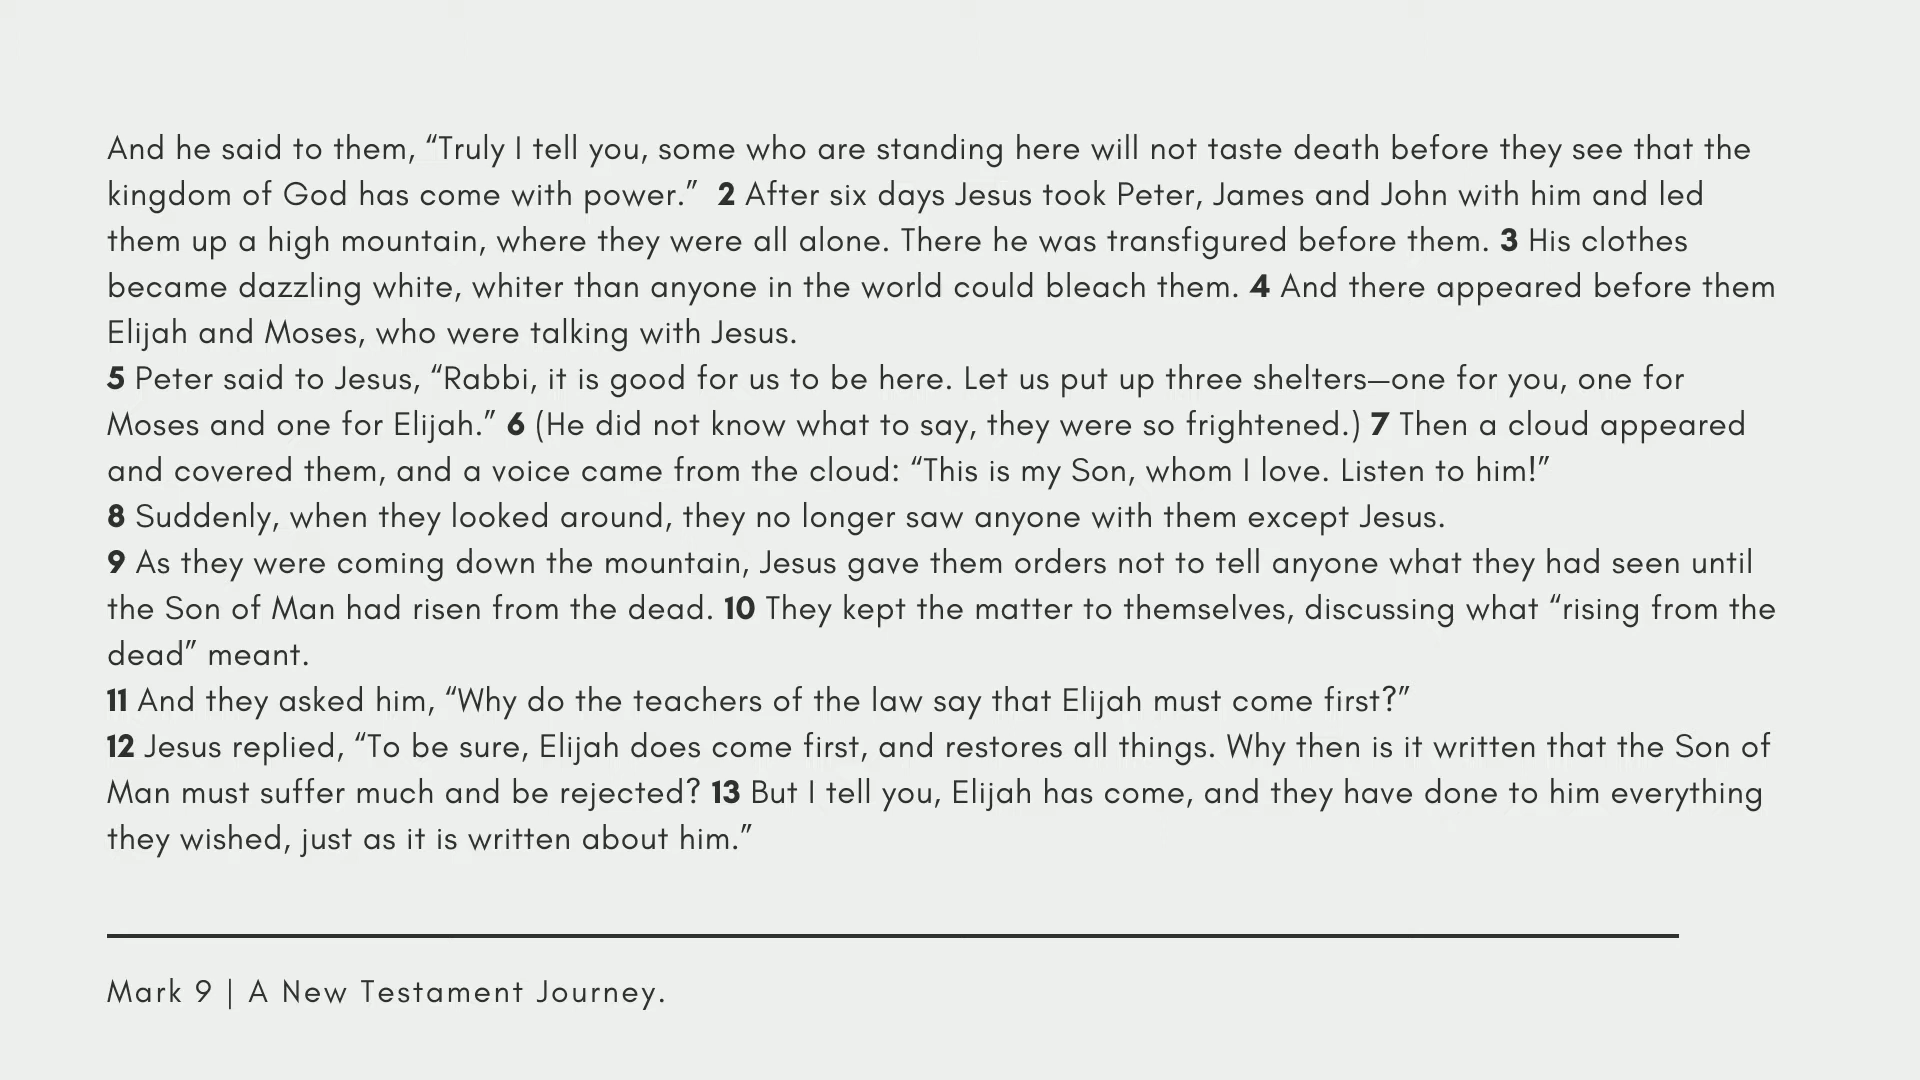 And he said to them, “Truly I tell you, some who are standing here will not taste death before they see that the
kingdom of God has come with power.”  2 After six days Jesus took Peter, James and John with him and led
them up a high mountain, where they were all alone. There he was transfigured before them. 3 His clothes
became dazzling white, whiter than anyone in the world could bleach them. 4 And there appeared before them
Elijah and Moses, who were talking with Jesus.
5 Peter said to Jesus, “Rabbi, it is good for us to be here. Let us put up three shelters—one for you, one for
Moses and one for Elijah.” 6 (He did not know what to say, they were so frightened.) 7 Then a cloud appeared
and covered them, and a voice came from the cloud: “This is my Son, whom I love. Listen to him!”
8 Suddenly, when they looked around, they no longer saw anyone with them except Jesus.
9 As they were coming down the mountain, Jesus gave them orders not to tell anyone what they had seen until
the Son of Man had risen from the dead. 10 They kept the matter to themselves, discussing what “rising from the
dead” meant.
11 And they asked him, “Why do the teachers of the law say that Elijah must come first?”
12 Jesus replied, “To be sure, Elijah does come first, and restores all things. Why then is it written that the Son of
Man must suffer much and be rejected? 13 But I tell you, Elijah has come, and they have done to him everything
they wished, just as it is written about him.”
Mark 9 | A New Testament Journey.